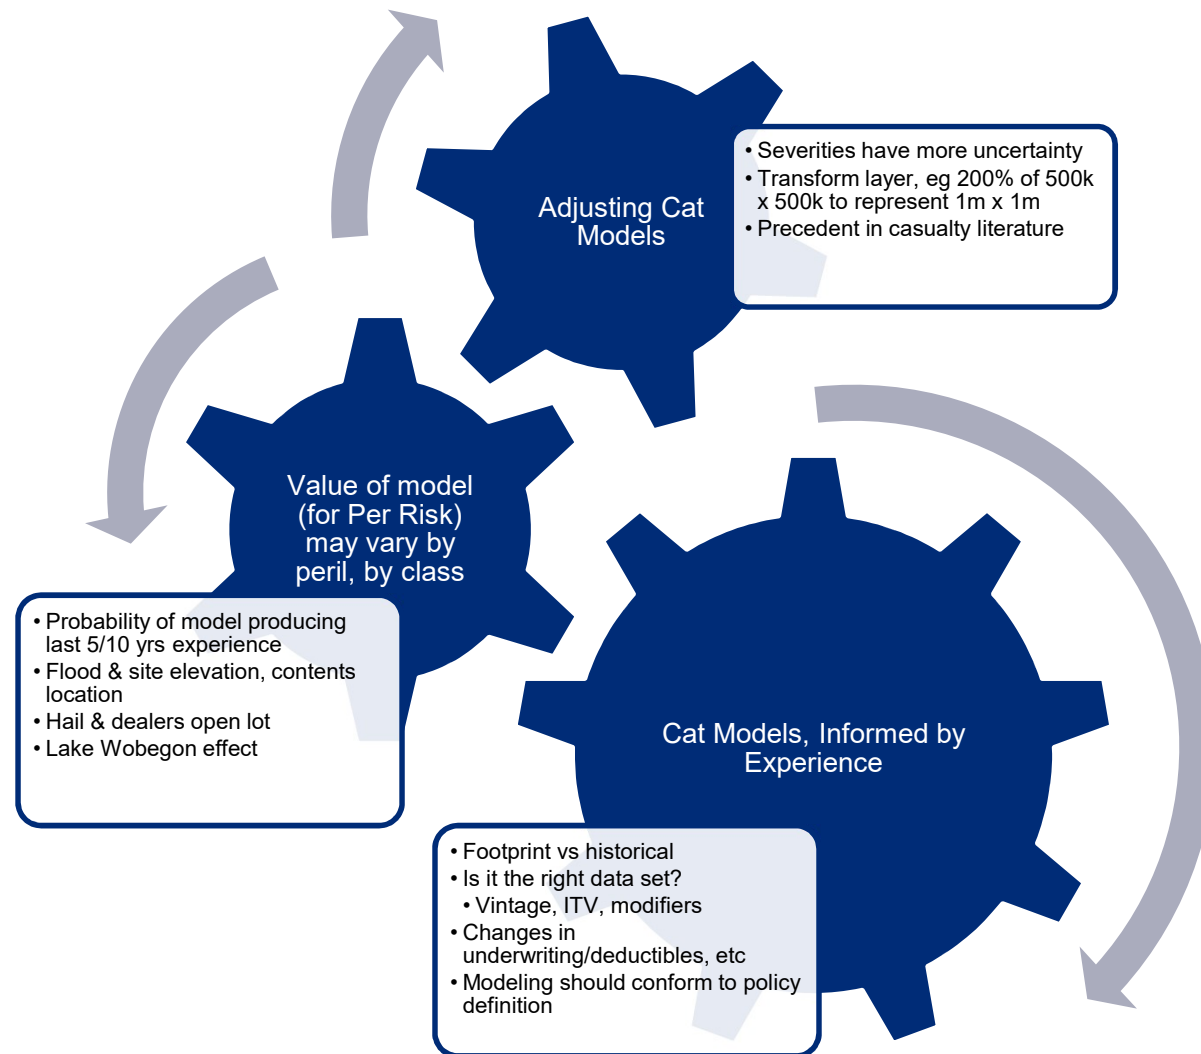 Adjusting Cat
Models
• Severities have more uncertainty
• Transform layer, eg 200% of 500k
x 500k to represent 1m x 1m
• Precedent in casualty literature
Value of model
(for Per Risk)
may vary by
peril, by class
• Probability of model producing
last 5/10 yrs experience
• Flood & site elevation, contents
location
• Hail & dealers open lot
• Lake Wobegon effect
Cat Models, Informed by
Experience
• Footprint vs historical
• Is it the right data set?
• Vintage, ITV, modifiers
• Changes in
underwriting/deductibles, etc
• Modeling should conform to policy
definition